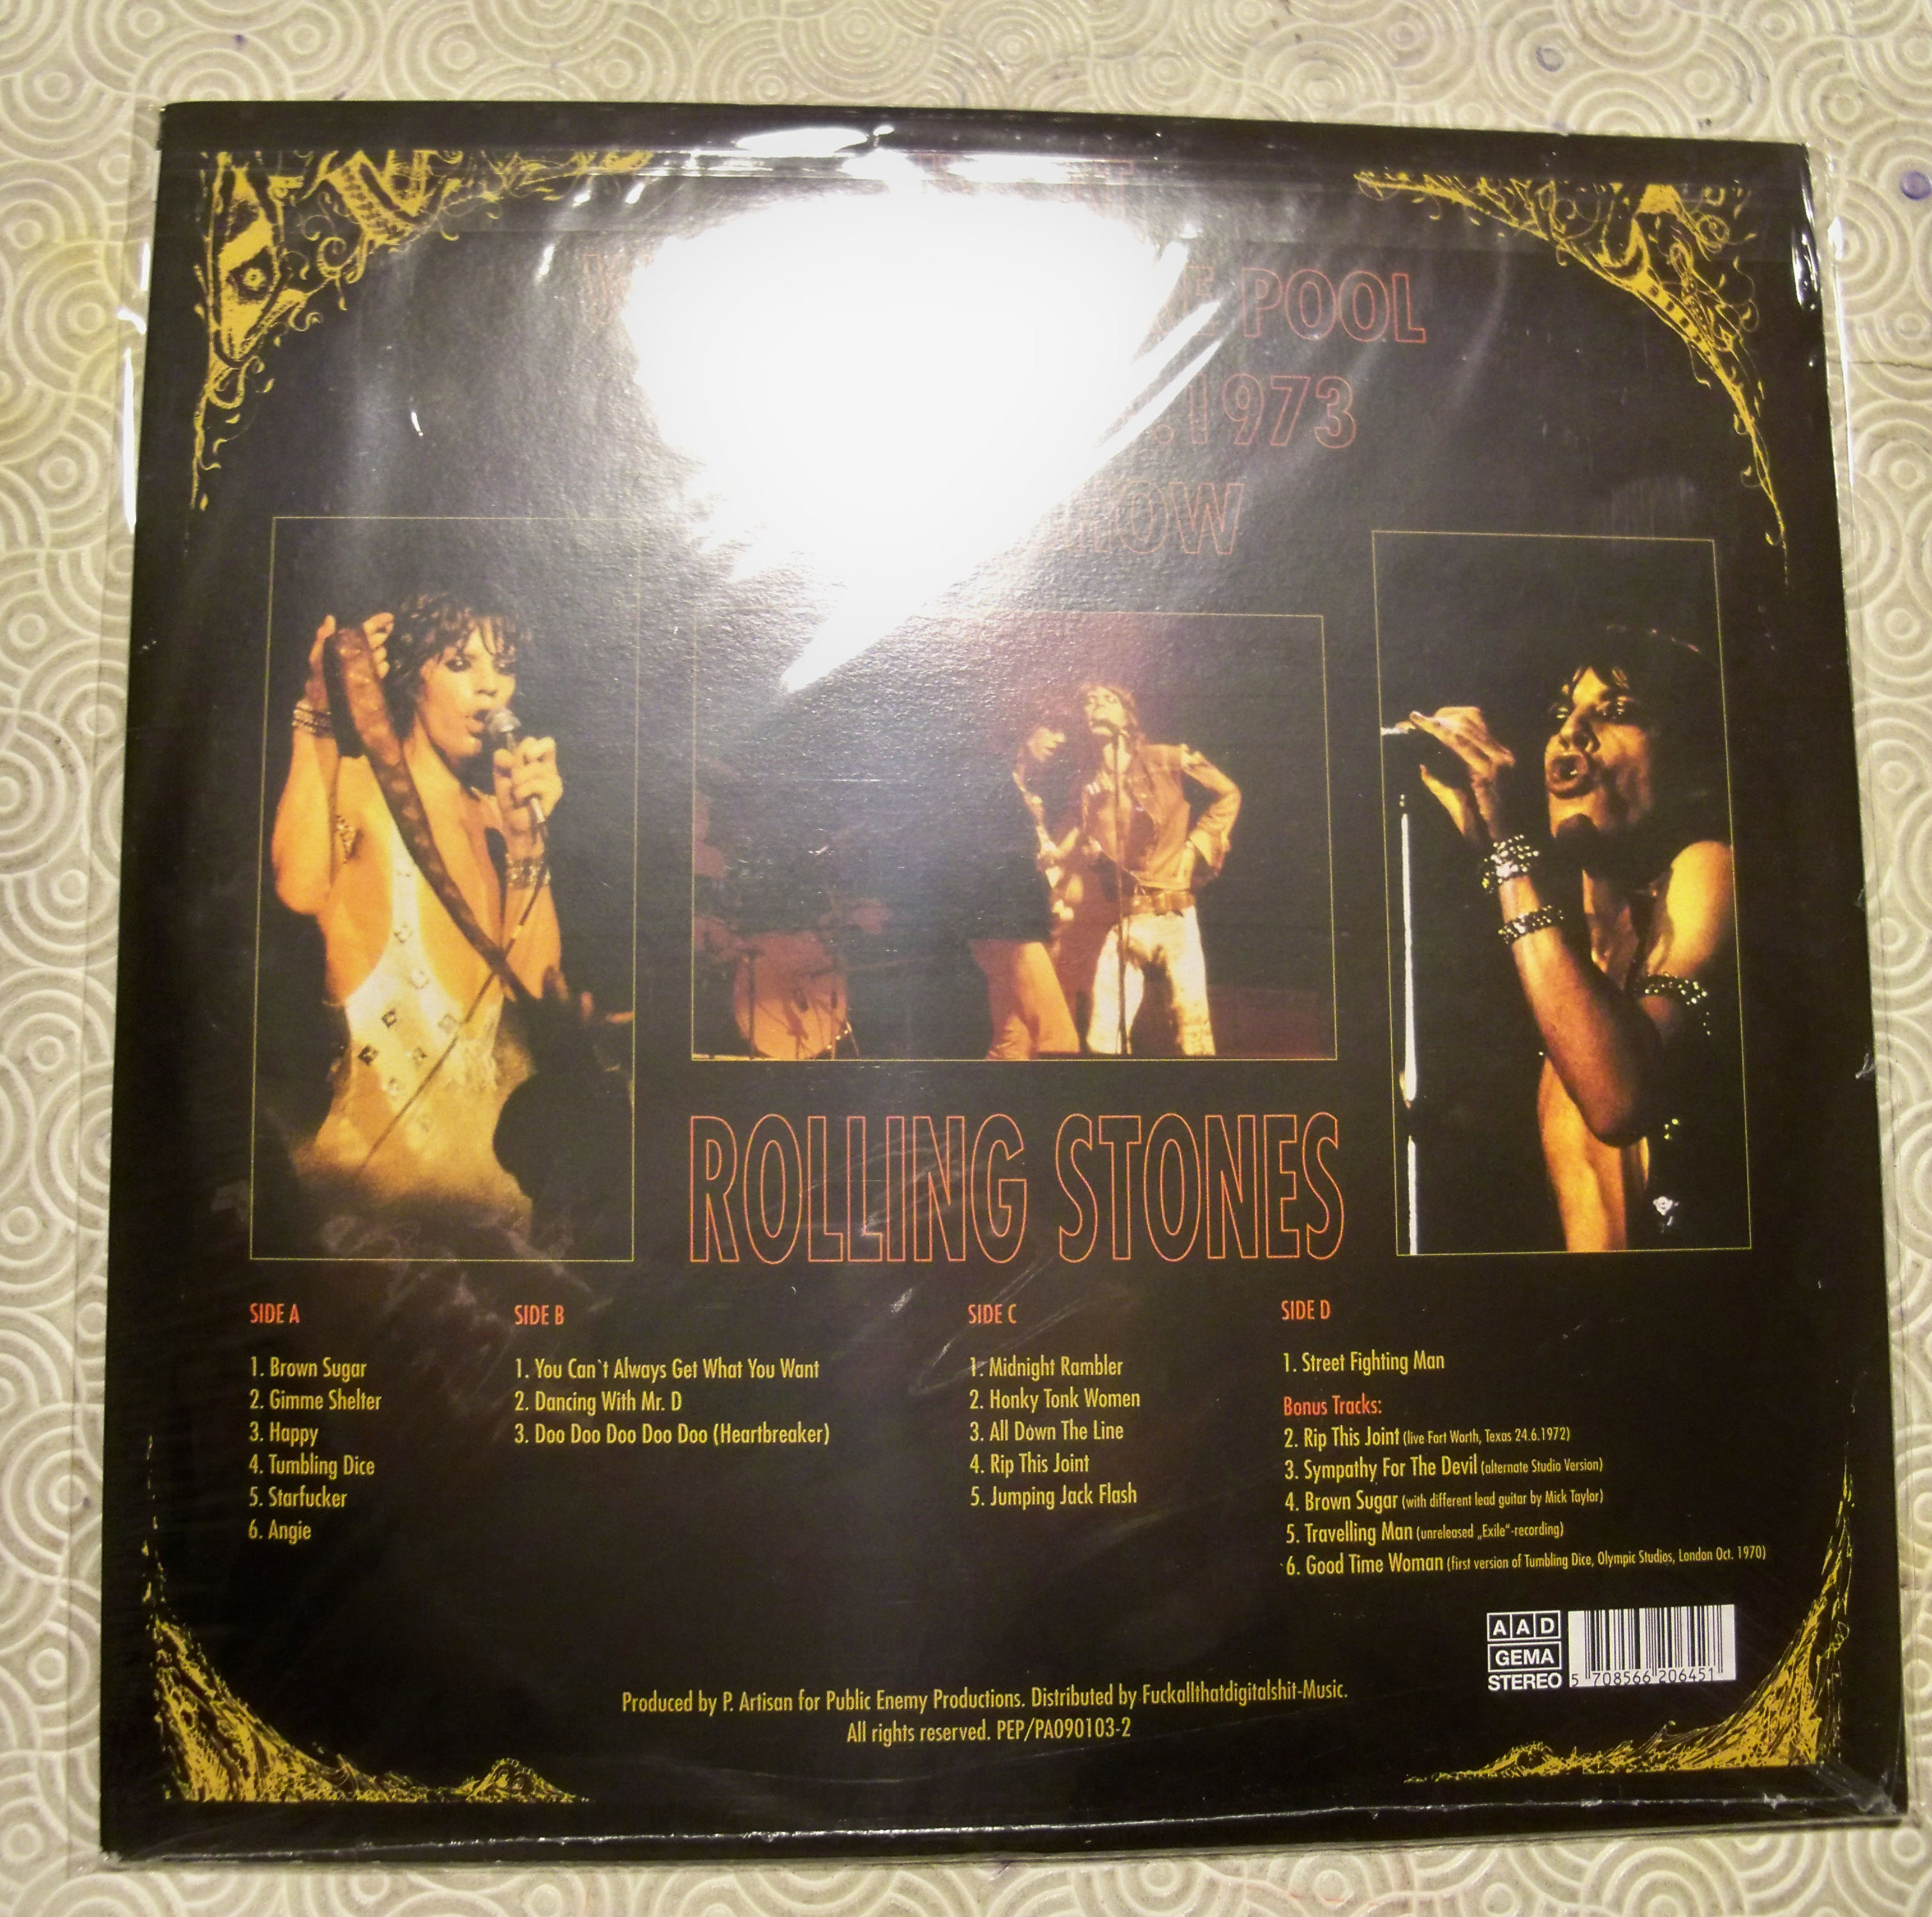 POOL
1973
ROLLING STONES
SIDE A
1. Brown Sugar
2. Gimme Shelter
3. Happy
4. Tumbling Dice
5. Starfucker
6. Angie
SIDE B
1. You Can`t Always Get What You Want
2. Dancing With Mr. D
3. Doo Doo Doo Doo Doo (Heartbreaker)
SIDE C
1. Midnight Rambler
2. Honky Tonk Women
3. All Down The Line
4. Rip This Joint
5. Jumping Jack Flash
SIDE D
1. Street Fighting Man
Bonus Tracks:
2. Rip This Joint (live Fort Worth, Texas 24.6.1972)
3. Sympathy For The Devil (alternate Studio Version)
4. Brown Sugar (with different lead guitar by Mick Taylor)
5. Travelling Man (unreleased „Exile“-recording)
6. Good Time Woman (first version of Tumbling Dice, Olympic Studios, London Oct. 1970)
AAD
GEMA
STEREO
5 708566 206451
Produced by P. Artisan for Public Enemy Productions. Distributed by Fuckallthatdigitalshit-Music.
All rights reserved. PEP/PA090103-2